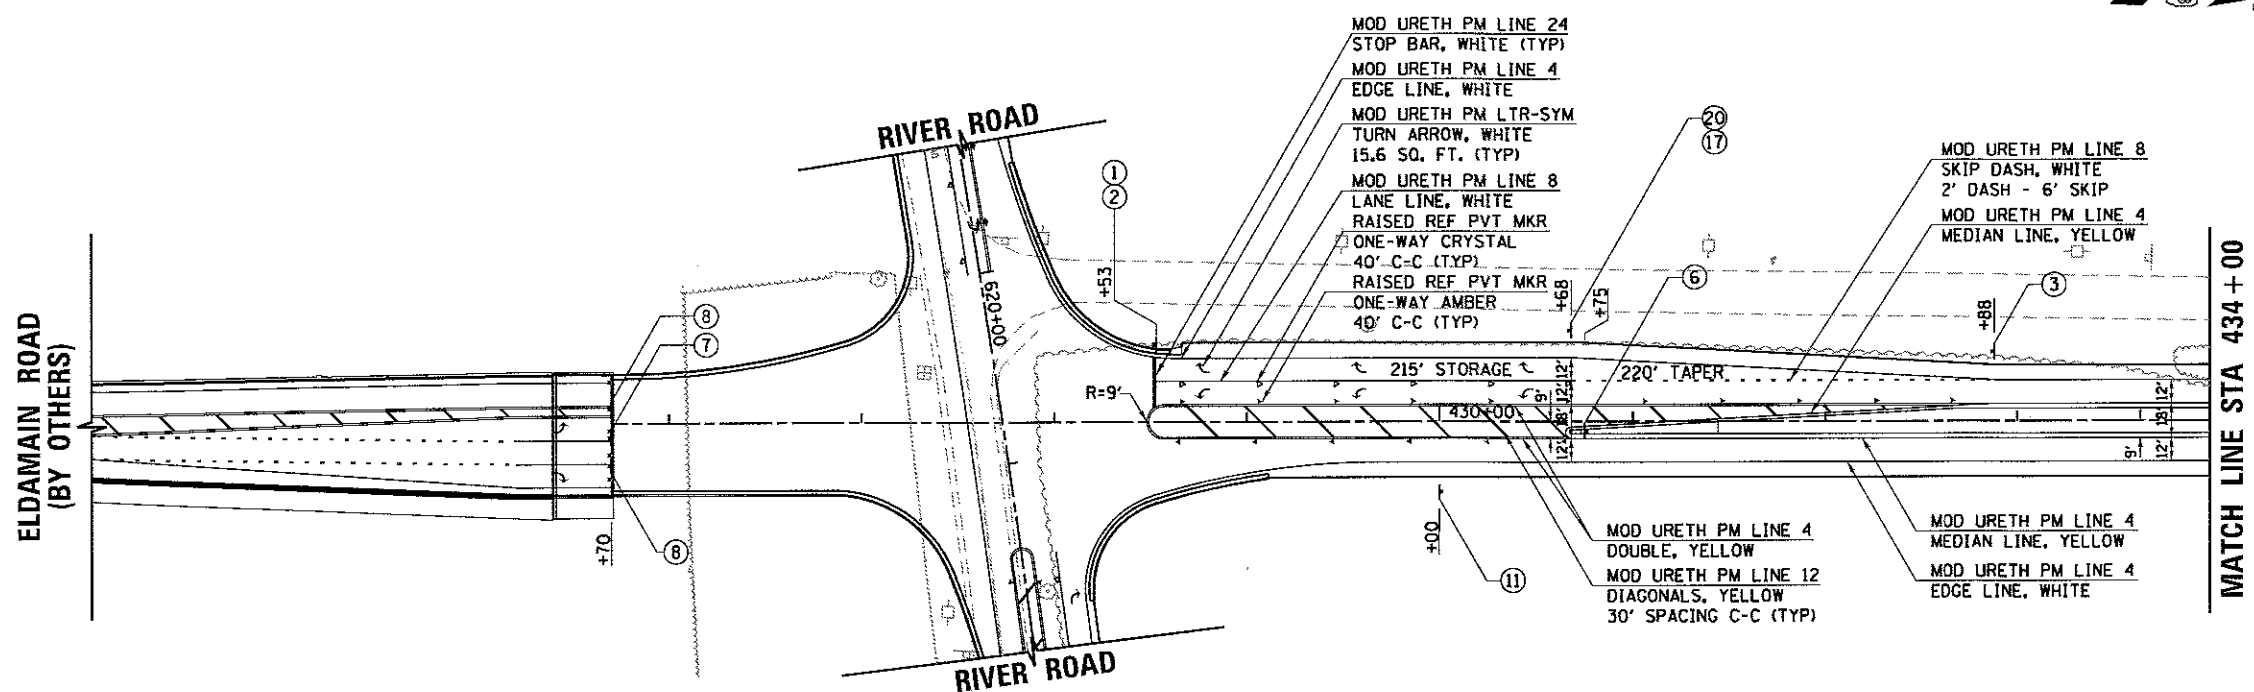 MOD URETH PM LINE 24
STOP BAR, WHITE (TYP)
MOD URETH PM LINE 4
EDGE LINE, WHITE
MOD URETH PM LTR-SYM
TURN ARROW, WHITE
15.6 SQ. FT. (TYP)
MOD URETH PM LINE 8
LANE LINE, WHITE
RAISED REF PVT MKR
ONE-WAY CRYSTAL
40' C-C (TYP)
RAISED REF PVT MKR
ONE-WAY AMBER
40' C-C (TYP)
RIVER ROAD
1
2
+53
20
17
MOD URETH PM LINE 8
SKIP DASH, WHITE
2' DASH - 6' SKIP
MOD URETH PM LINE 4
MEDIAN LINE, YELLOW
6
+68
+75
+88
3
620+00
8
7
ELDAMAIN ROAD
(BY OTHERS)
R=9'
215' STORAGE
12'
220' TAPER
12'
9'
430+00
18'
12'
12'
18'
9'
12'
MATCH LINE STA 434+00
+70
8
+00
11
MOD URETH PM LINE 4
DOUBLE, YELLOW
MOD URETH PM LINE 12
DIAGONALS, YELLOW
30' SPACING C-C (TYP)
MOD URETH PM LINE 4
MEDIAN LINE, YELLOW
MOD URETH PM LINE 4
EDGE LINE, WHITE
RIVER ROAD